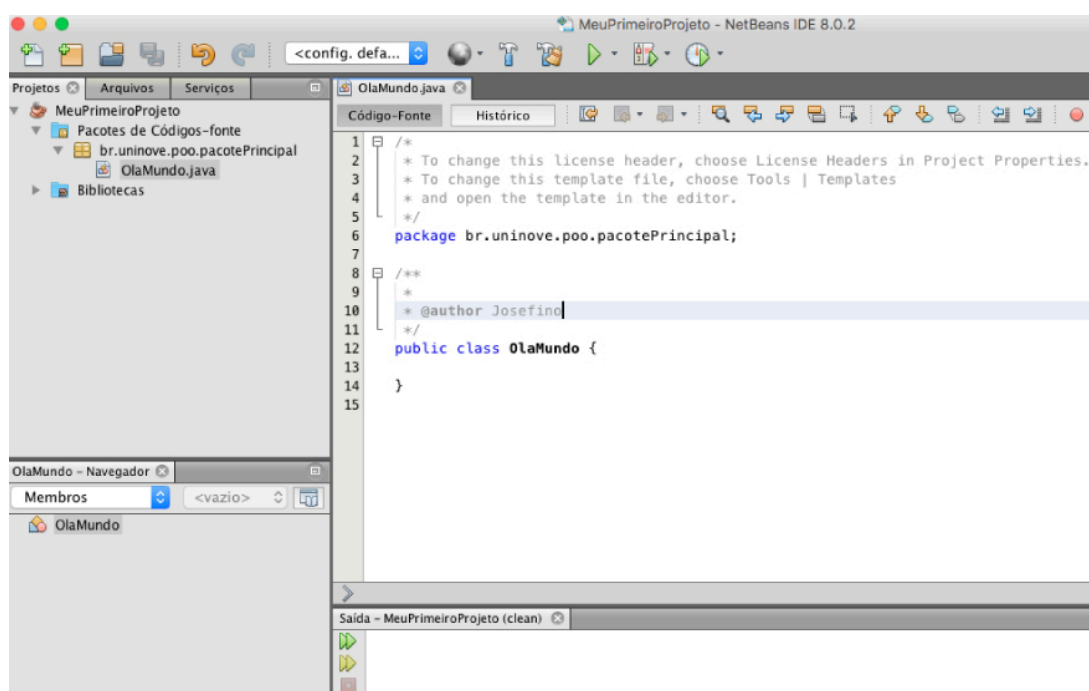 MeuPrimeiroProjeto - NetBeans IDE 8.0.2
<config. defa...
Projetos Arquivos Serviços
MeuPrimeiroProjeto
Pacotes de Códigos-fonte
br.uninove.poo.pacotePrincipal
OlaMundo.java
Bibliotecas
OlaMundo - Navegador
Membros <vazio>
OlaMundo
OlaMundo.java
Código-Fonte Histórico
1 /*
2 * To change this license header, choose License Headers in Project Properties.
3 * To change this template file, choose Tools | Templates
4 * and open the template in the editor.
5 */
6 package br.uninove.poo.pacotePrincipal;
7
8 /**
9 *
10 * @author Josefino
11 */
12 public class OlaMundo {
13
14 }
15
Saída - MeuPrimeiroProjeto (clean)